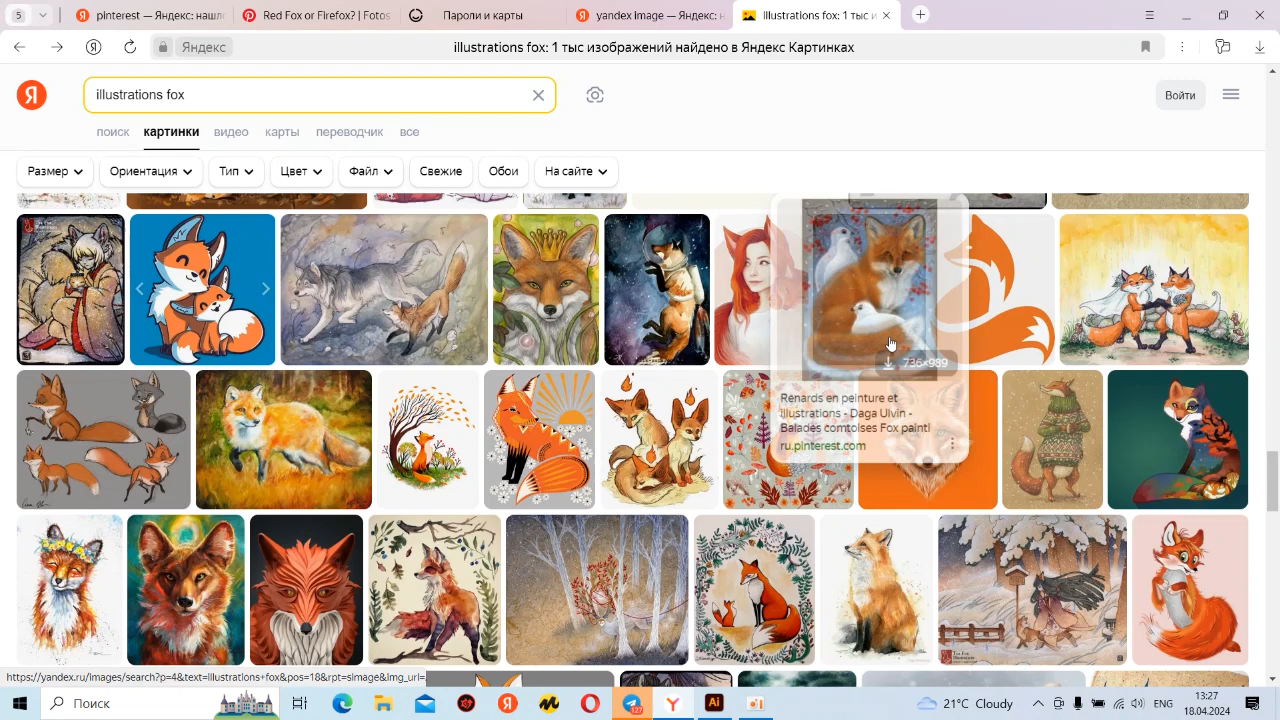 5
pinterest — Яндекс: нашл
Red Fox or Firefox? | Fotos
Пароли и карты
yandex image — Яндекс: н
illustrations fox: 1 тыс и
Яндекс
illustrations fox: 1 тыс изображений найдено в Яндекс Картинках
Я
illustrations fox
Войти
поиск
картинки
видео
карты
переводчик
все
Размер
Ориентация
Тип
Цвет
Файл
Свежие
Обои
На сайте
736×989
Renards en peinture et
illustrations - Daga Ulvin -
Balades comtoises Fox painti
ru.pinterest.com
https://yandex.ru/images/search?p=4&text=illustrations+fox&pos=18&rpt=simage&img_url=
Поиск
127
Ai
21°C Cloudy
ENG
13:27
18.04.2024